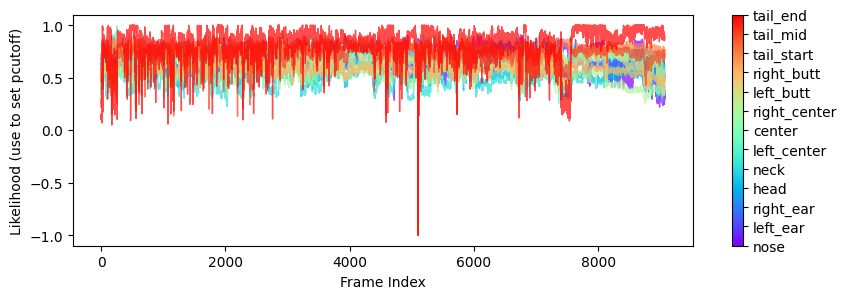 Likelihood (use to set pcutoff)
1.0
0.5
0.0
−0.5
−1.0
0
2000
4000
6000
8000
Frame Index
tail_end
tail_mid
tail_start
right_butt
left_butt
right_center
center
left_center
neck
head
right_ear
left_ear
nose